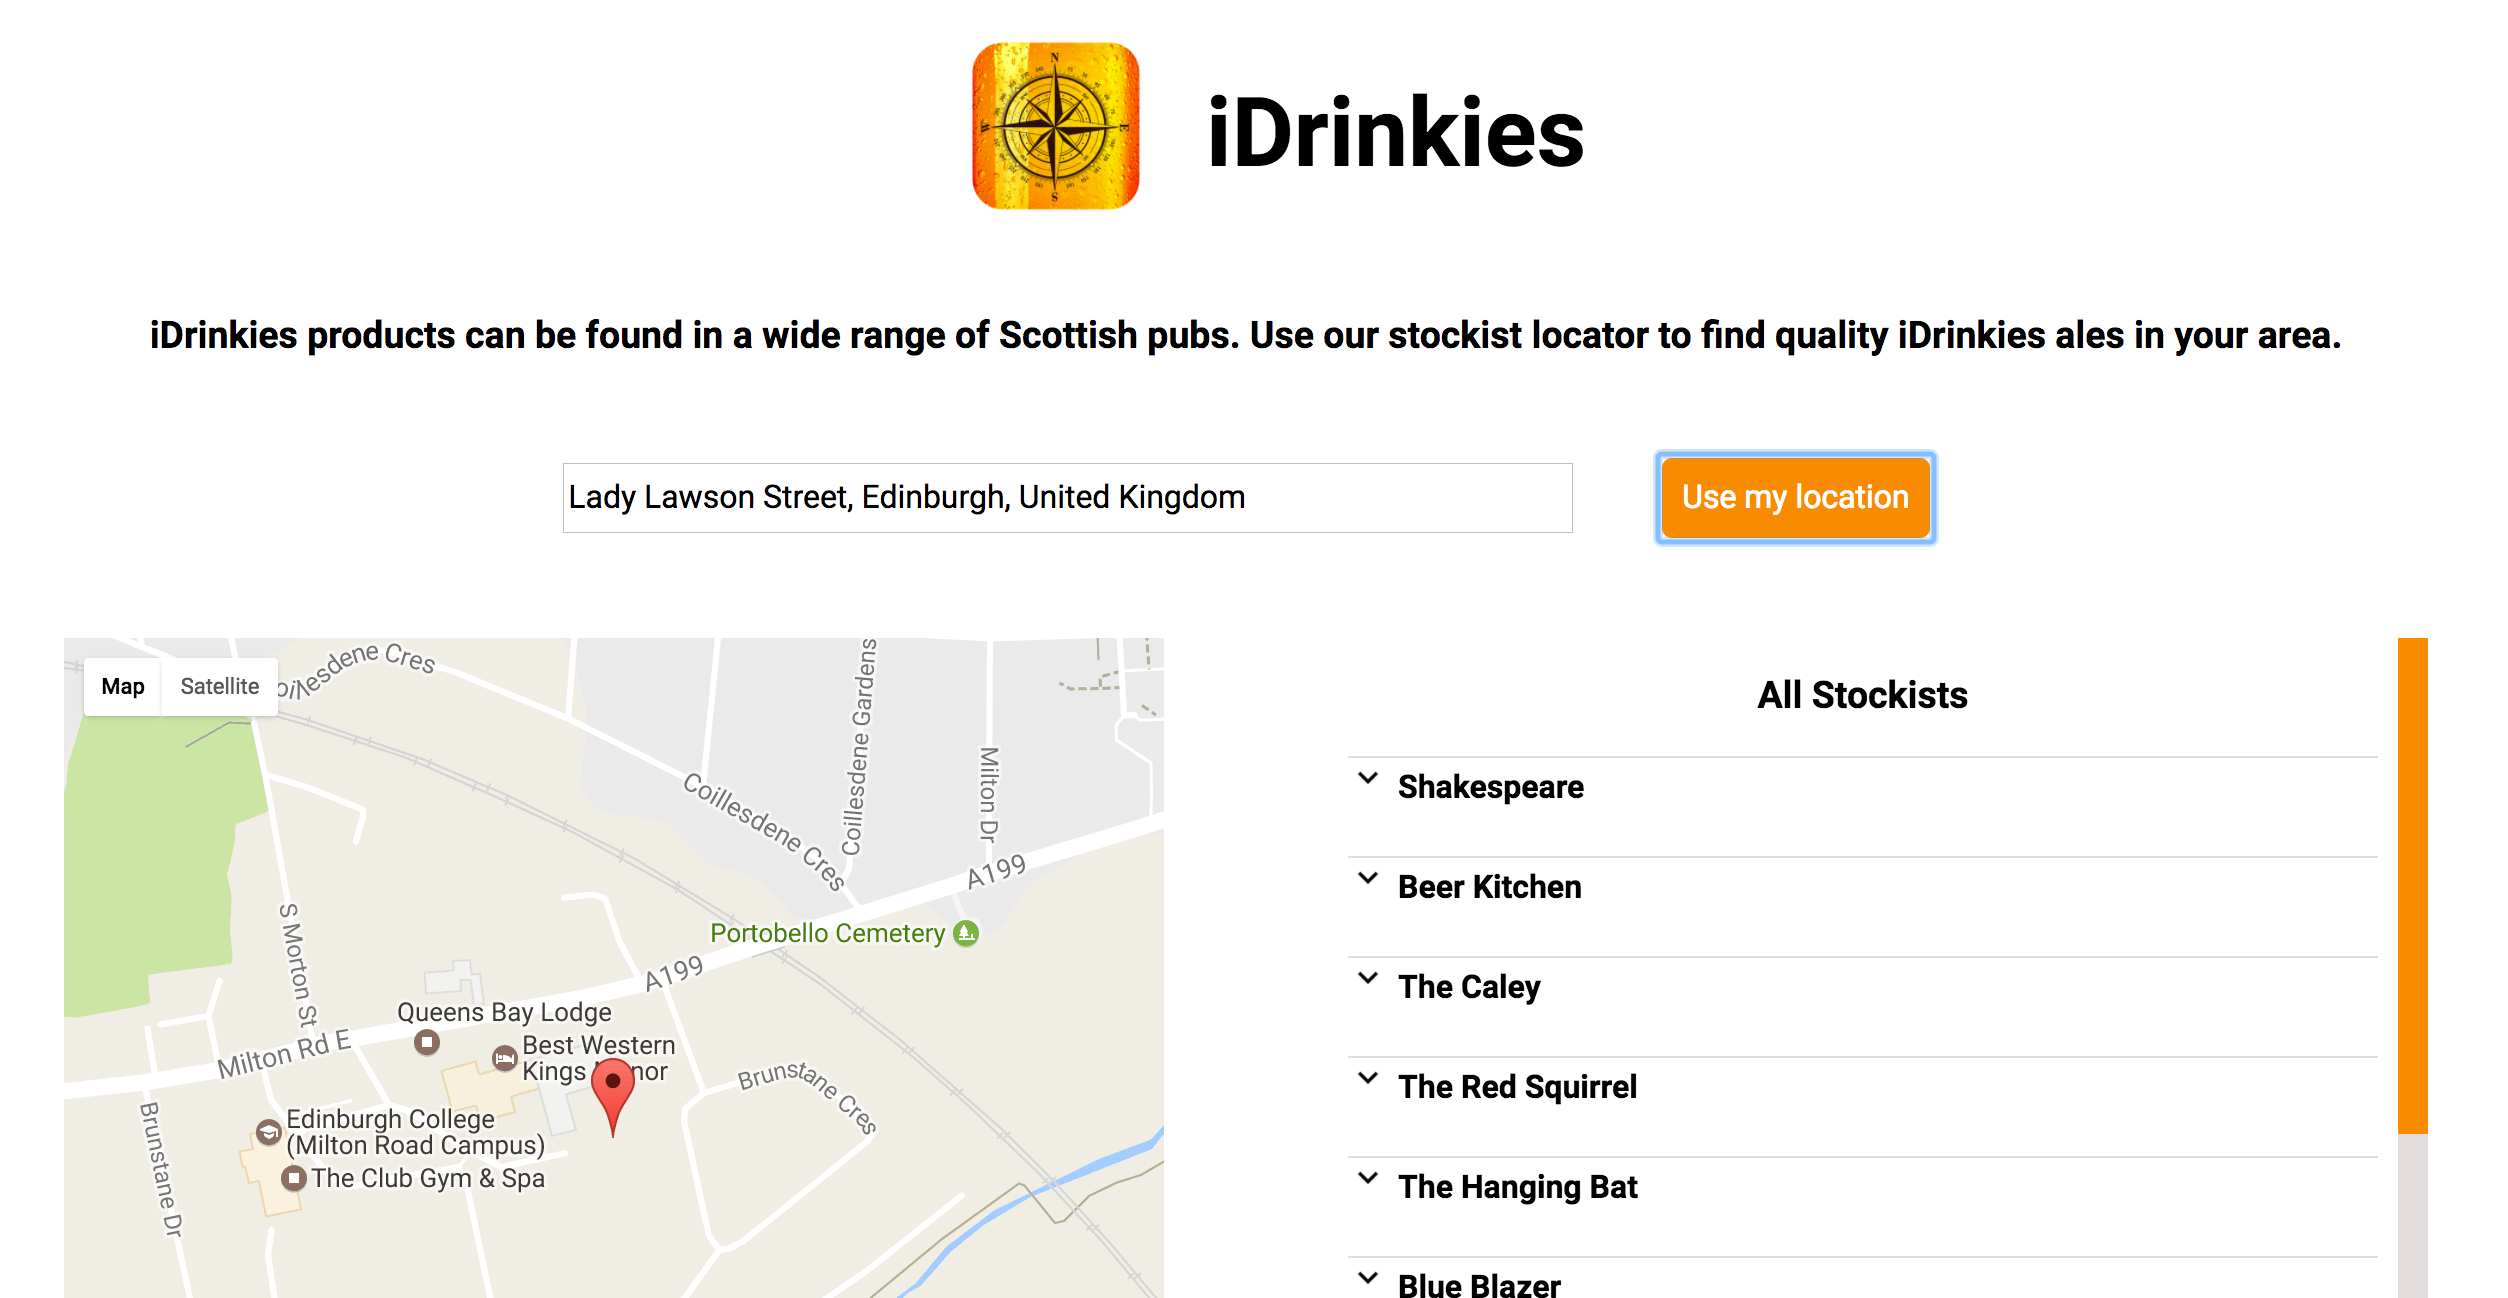 N
E
S
W
iDrinkies
iDrinkies products can be found in a wide range of Scottish pubs. Use our stockist locator to find quality iDrinkies ales in your area.
Lady Lawson Street, Edinburgh, United Kingdom
Use my location
Map
Satellite
Coillesdene Cres
Coillesdene Gardens
Milton Dr
Coillesdene Cres
A199
Portobello Cemetery
S Morton St
A199
Queens Bay Lodge
Milton Rd E
Best Western
Kings
Brunstane Cres
Brunstane Dr
Edinburgh College
(Milton Road Campus)
The Club Gym & Spa
All Stockists
Shakespeare
Beer Kitchen
The Caley
The Red Squirrel
The Hanging Bat
Blue Blazer